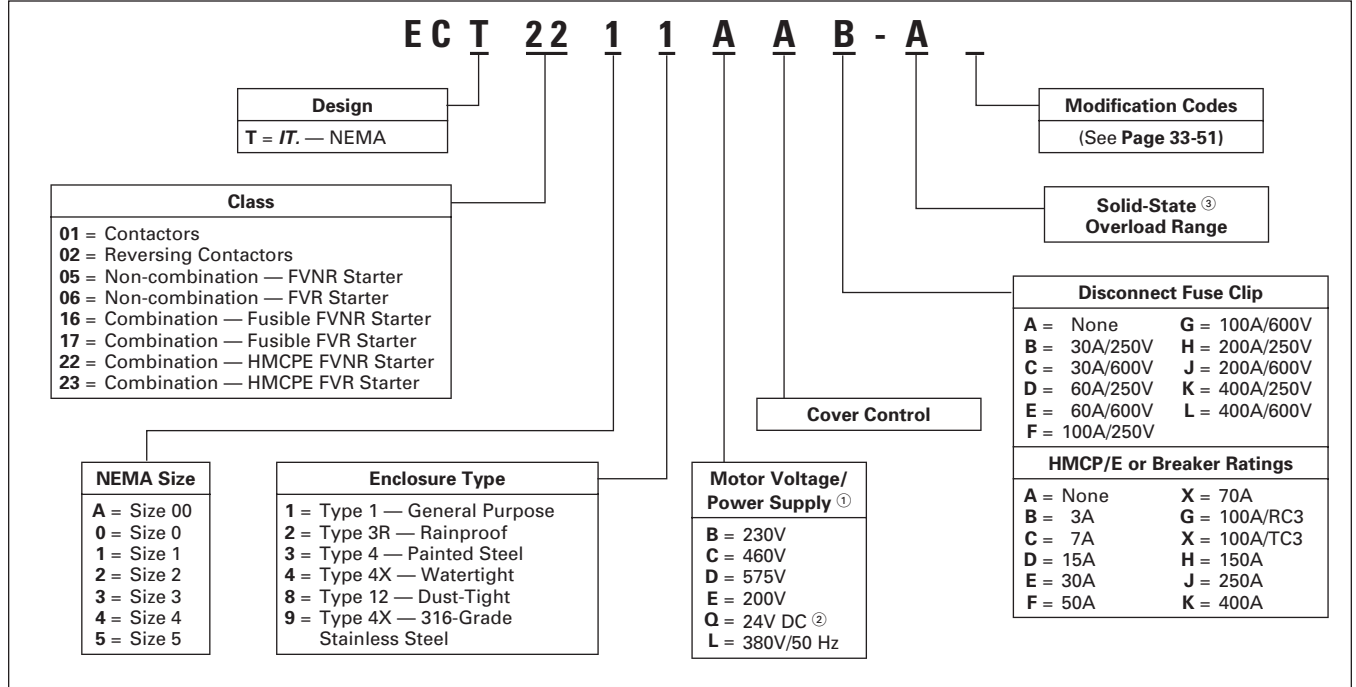 ECT2211AAB-A_
Design
T = IT. — NEMA
Modification Codes
(See Page 33-51)
Class
01 = Contactors
02 = Reversing Contactors
05 = Non-combination — FVNR Starter
06 = Non-combination — FVR Starter
16 = Combination — Fusible FVNR Starter
17 = Combination — Fusible FVR Starter
22 = Combination — HMCPE FVNR Starter
23 = Combination — HMCPE FVR Starter
Solid-State ③
Overload Range
Disconnect Fuse Clip
A = None
B = 30A/250V
C = 30A/600V
D = 60A/250V
E = 60A/600V
F = 100A/250V
G = 100A/600V
H = 200A/250V
J = 200A/600V
K = 400A/250V
L = 400A/600V
HMCP/E or Breaker Ratings
A = None
B = 3A
C = 7A
D = 15A
E = 30A
F = 50A
X = 70A
G = 100A/RC3
X = 100A/TC3
H = 150A
J = 250A
K = 400A
Cover Control
NEMA Size
A = Size 00
0 = Size 0
1 = Size 1
2 = Size 2
3 = Size 3
4 = Size 4
5 = Size 5
Enclosure Type
1 = Type 1 — General Purpose
2 = Type 3R — Rainproof
3 = Type 4 — Painted Steel
4 = Type 4X — Watertight
8 = Type 12 — Dust-Tight
9 = Type 4X — 316-Grade
Stainless Steel
Motor Voltage/
Power Supply ①
B = 230V
C = 460V
D = 575V
E = 200V
Q = 24V DC ②
L = 380V/50 Hz